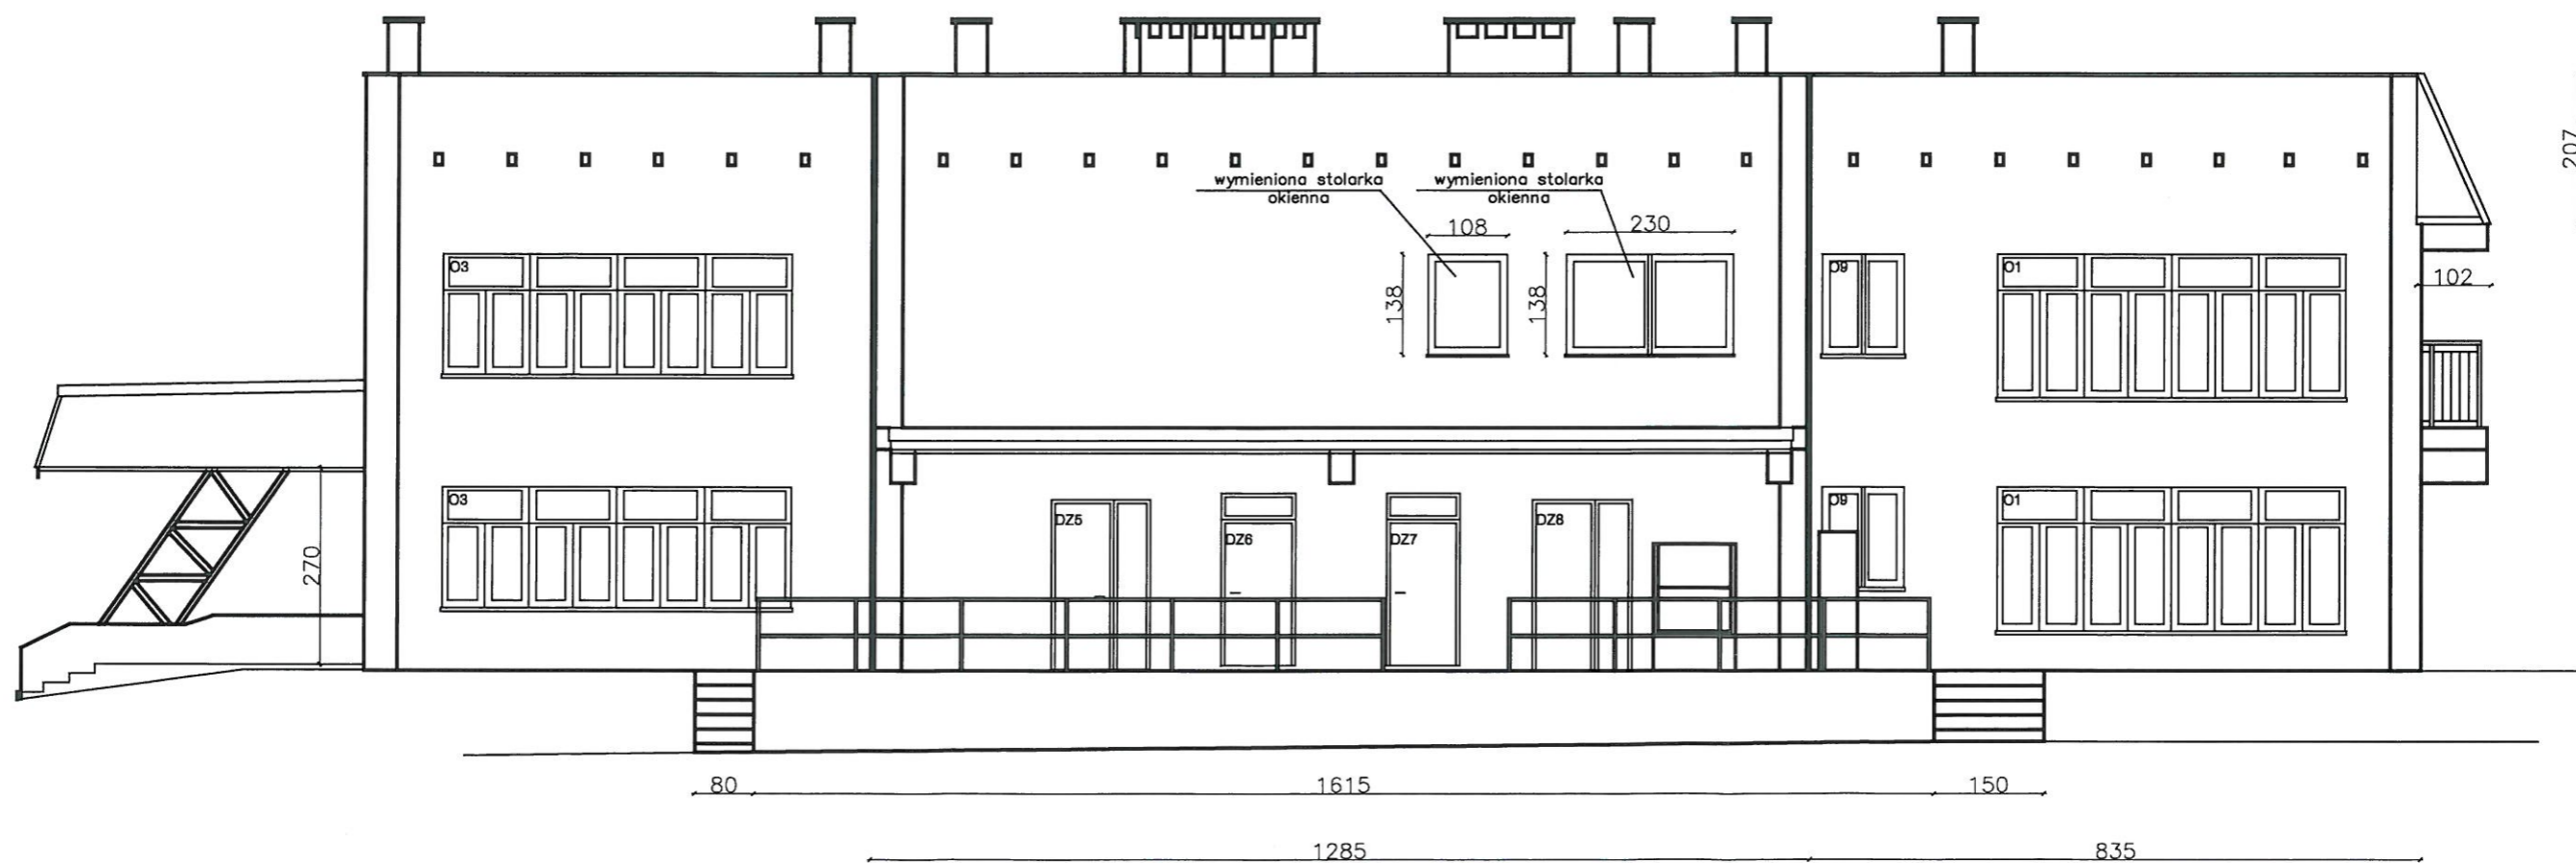 207
wymieniona stolarka
okienna
wymieniona stolarka
okienna
108
230
O3
O9
O1
102
138
138
O3
O9
O1
DZ5
DZ6
DZ7
DZ8
270
80
1615
150
1285
835